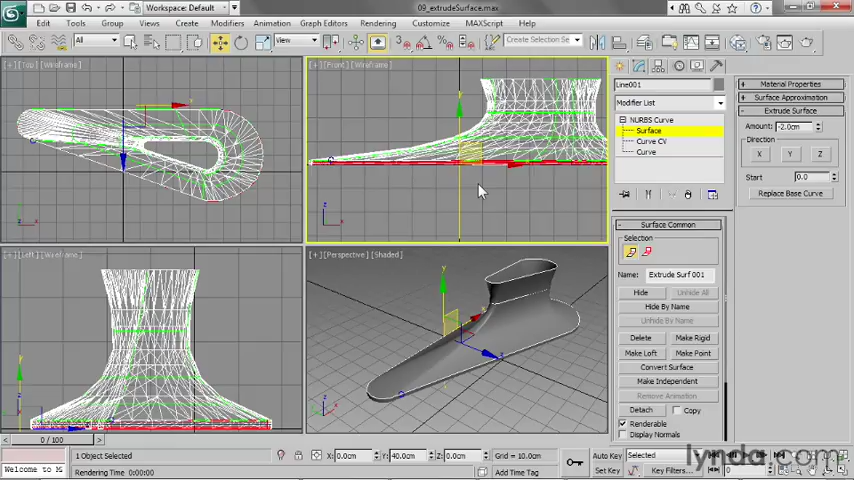 09_extrudeSurface.max
Edit Tools Group Views Create Modifiers Animation Graph Editors Rendering Customize MAXScript Help
All View Create Selection Se
[+] [Top] [Wireframe]
[+] [Front] [Wireframe]
[+] [Left] [Wireframe]
[+] [Perspective] [Shaded]
Line001
Modifier List
NURBS Curve
Surface
Curve CV
Curve
Surface Common
Selection
Name: Extrude Surf 001
Hide Unhide All
Hide By Name
Unhide By Name
Delete Make Rigid
Make Loft Make Point
Convert Surface
Make Independent
Remove Animation
Detach Copy
Renderable
Display Normals
Material Properties
Surface Approximation
Extrude Surface
Amount: -2.0cm
Direction
X Y Z
Start 0.0
Replace Base Curve
0 / 100
1 Object Selected X: 0.0cm Y: 40.0cm Z: 0.0cm Grid = 10.0cm Auto Key Selected
Welcome to M Rendering Time 0:00:00 Add Time Tag Set Key Key Filters... 0
lynda.com